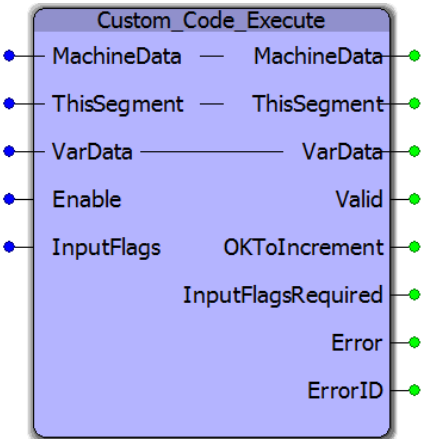 Custom_Code_Execute
MachineData MachineData
ThisSegment ThisSegment
VarData VarData
Enable Valid
InputFlags OKToIncrement
InputFlagsRequired
Error
ErrorID